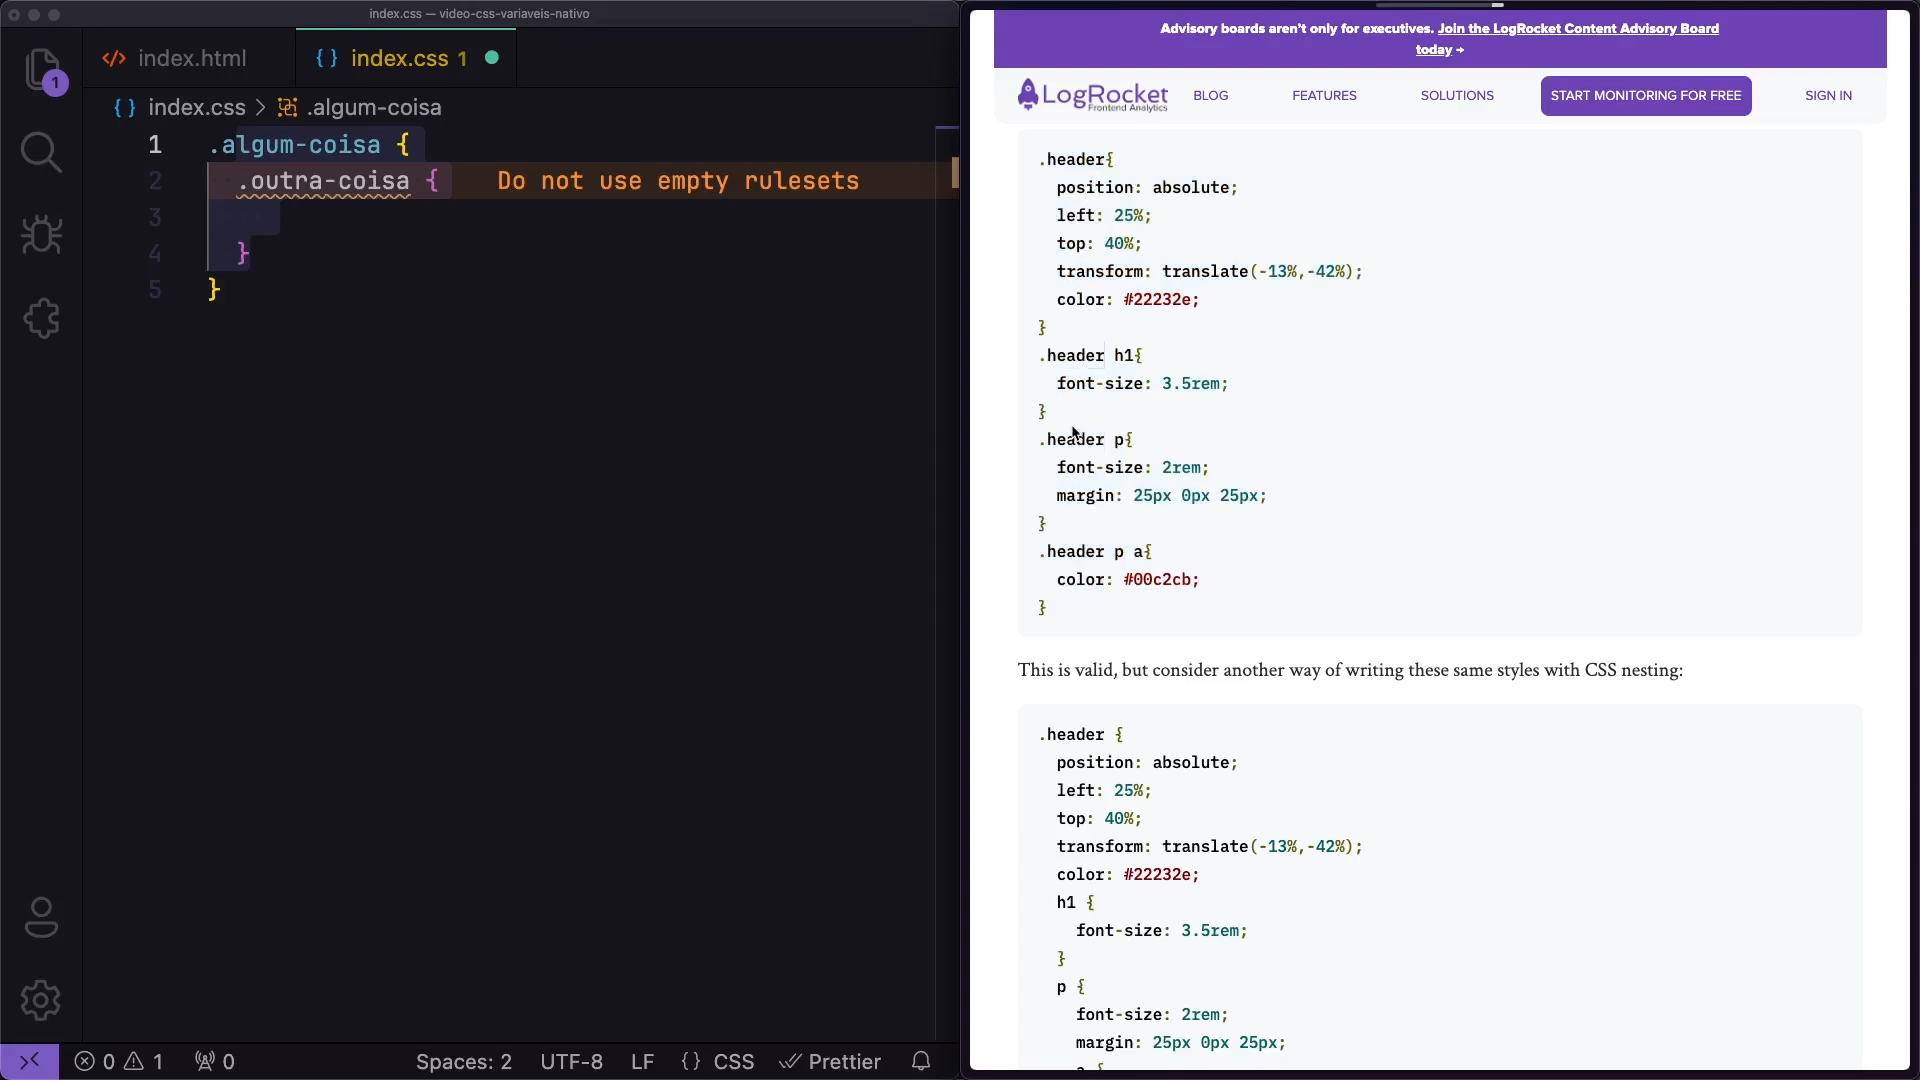 index.css — video-css-variaveis-nativo
index.html
{} index.css 1
1
{} index.css > .algum-coisa
1 .algum-coisa {
2 .outra-coisa { Do not use empty rulesets
3
4 }
5 }
0 1 0 Spaces: 2 UTF-8 LF {} CSS Prettier
Advisory boards aren’t only for executives. Join the LogRocket Content Advisory Board
today →
LogRocket
Frontend Analytics
BLOG FEATURES SOLUTIONS START MONITORING FOR FREE SIGN IN
.header{
position: absolute;
left: 25%;
top: 40%;
transform: translate(-13%,-42%);
color: #22232e;
}
.header h1{
font-size: 3.5rem;
}
.header p{
font-size: 2rem;
margin: 25px 0px 25px;
}
.header p a{
color: #00c2cb;
}
This is valid, but consider another way of writing these same styles with CSS nesting:
.header {
position: absolute;
left: 25%;
top: 40%;
transform: translate(-13%,-42%);
color: #22232e;
h1 {
font-size: 3.5rem;
}
p {
font-size: 2rem;
margin: 25px 0px 25px;
a {